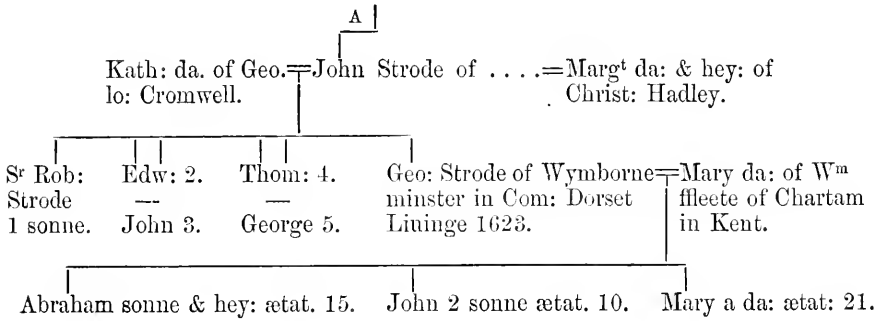 A
Kath: da. of Geo.=John Strode of . . . .=Margᵗ da: & hey: of
lo: Cromwell.
Christ: Hadley.
Sʳ Rob:
Strode
1 sonne.
Edw: 2.
—
John 3.
Thom: 4.
—
George 5.
Geo: Strode of Wymborne=Mary da: of Wᵐ
minster in Com: Dorset
Liuinge 1623.
ffleete of Chartam
in Kent.
Abraham sonne & hey: ætat. 15.
John 2 sonne ætat. 10.
Mary a da: ætat: 21.